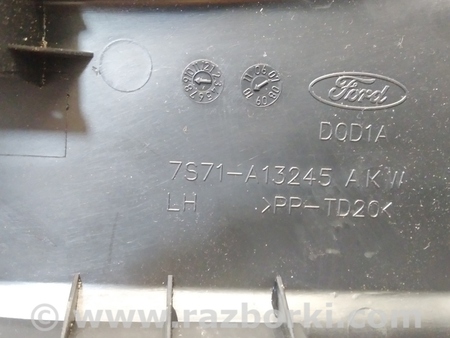 Ford
DQD1A
7S71-A13245 AKW
LH >PP-TD20<
© www.razborki.com